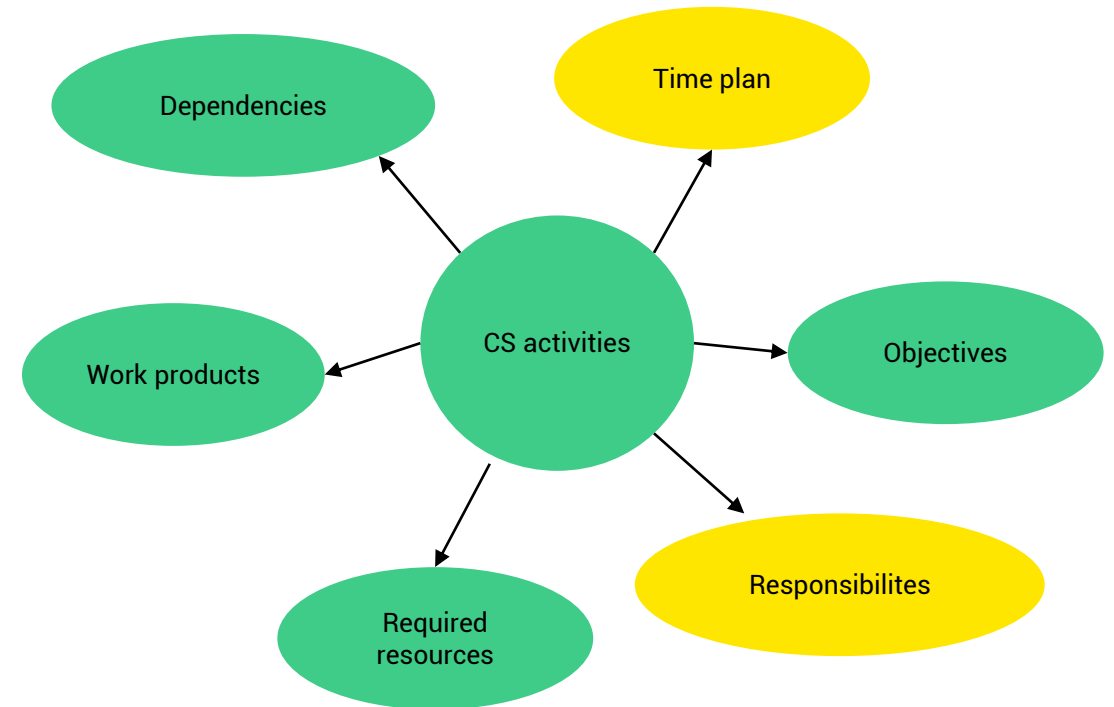 Dependencies
Time plan
CS activities
Objectives
Work products
Responsibilites
Required
resources